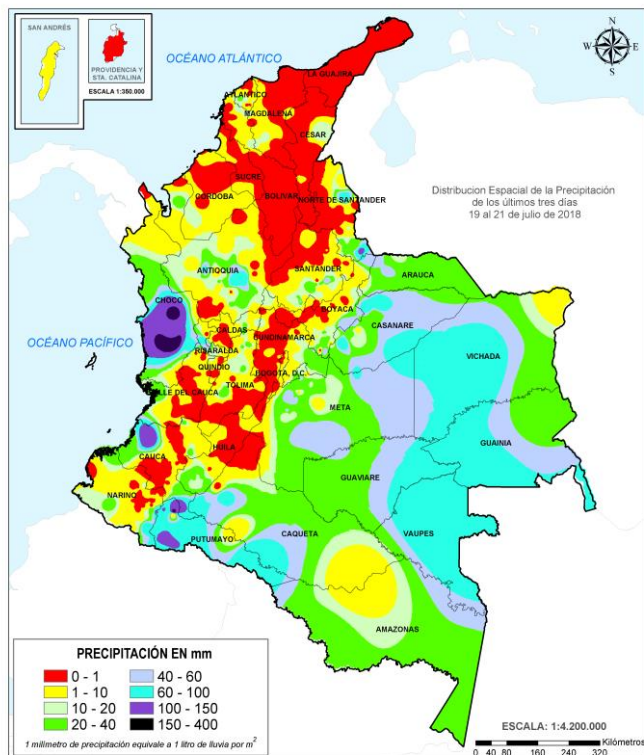 SAN ANDRÉS
PROVIDENCIA Y
STA. CATALINA
ESCALA 1:350.000
OCÉANO ATLÁNTICO
N
W
E
S
LA GUAJIRA
ATLANTICO
MAGDALENA
CESAR
SUCRE
BOLIVAR
NORTE DE SANTANDER
CORDOBA
Distribucion Espacial de la Precipitación
de los últimos tres días
19 al 21 de julio de 2018
ANTIOQUIA
SANTANDER
ARAUCA
CHOCO
BOYACA
CASANARE
OCÉANO PACÍFICO
CALDAS
CUNDINAMARCA
VICHADA
RISARALDA
QUINDIO
BOGOTA, D.C.
TOLIMA
VALLE DEL CAUCA
META
GUAINIA
HUILA
CAUCA
GUAVIARE
NARIÑO
CAQUETA
VAUPES
PUTUMAYO
AMAZONAS
PRECIPITACIÓN EN mm
0 - 1
40 - 60
1 - 10
60 - 100
10 - 20
100 - 150
20 - 40
150 - 400
1 milímetro de precipitación equivale a 1 litro de lluvia por m²
ESCALA: 1:4.200.000
Kilómetros
0 40 80 160 240 320